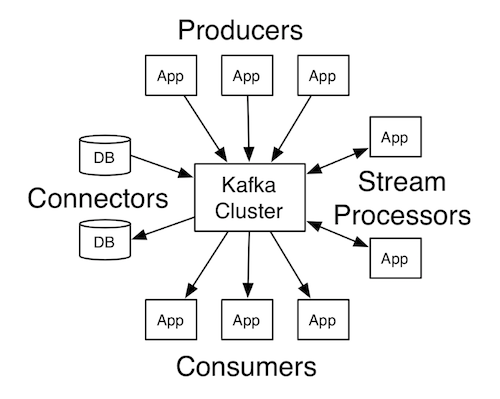 Producers
App
App
App
DB
Connectors
DB
Kafka
Cluster
App
Stream
Processors
App
App
App
App
Consumers